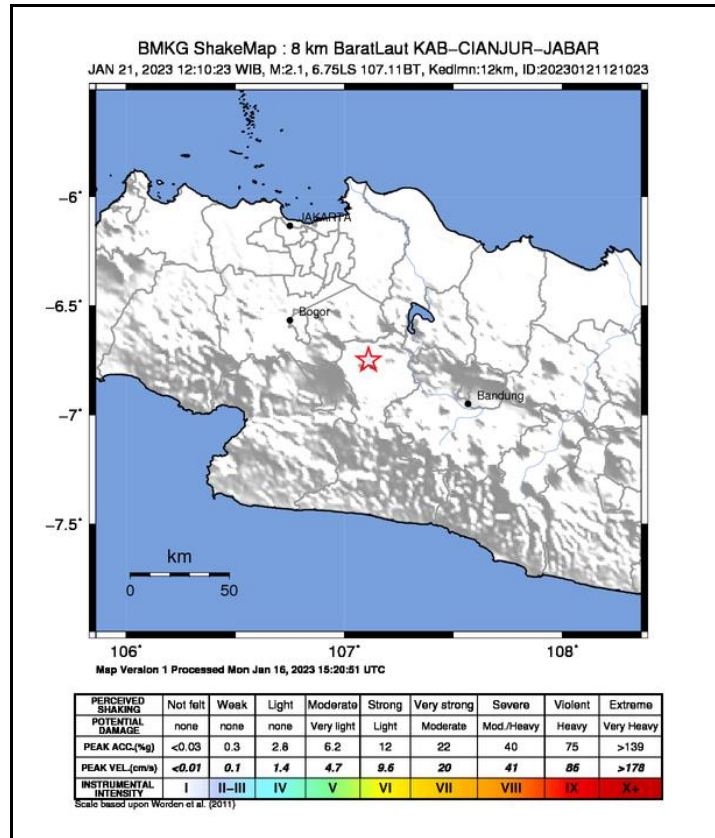 BMKG ShakeMap : 8 km BaratLaut KAB-CIANJUR-JABAR
JAN 21, 2023 12:10:23 WIB, M:2.1, 6.75LS 107.11BT, Kedlmn:12km, ID:20230121121023
-6°
JAKARTA
-6.5°
Bogor
Bandung
-7°
-7.5°
km
0 50
106° 107° 108°
Map Version 1 Processed Mon Jan 16, 2023 15:20:51 UTC
PERCEIVED SHAKING Not felt Weak Light Moderate Strong Very strong Severe Violent Extreme
POTENTIAL DAMAGE none none none Very light Light Moderate Mod./Heavy Heavy Very Heavy
PEAK ACC.(%g) <0.03 0.3 2.8 6.2 12 22 40 75 >139
PEAK VEL.(cm/s) <0.01 0.1 1.4 4.7 9.6 20 41 86 >178
INSTRUMENTAL INTENSITY I II-III IV V VI VII VIII IX X+
Scale based upon Worden et al. (2011)